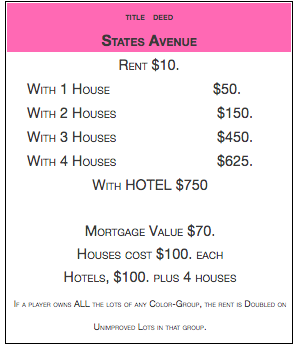 TITLE DEED
STATES AVENUE
RENT $10.
WITH 1 HOUSE $50.
WITH 2 HOUSES $150.
WITH 3 HOUSES $450.
WITH 4 HOUSES $625.
WITH HOTEL $750
MORTGAGE VALUE $70.
HOUSES COST $100. EACH
HOTELS, $100. PLUS 4 HOUSES
IF A PLAYER OWNS ALL THE LOTS OF ANY COLOR-GROUP, THE RENT IS DOUBLED ON
UNIMPROVED LOTS IN THAT GROUP.